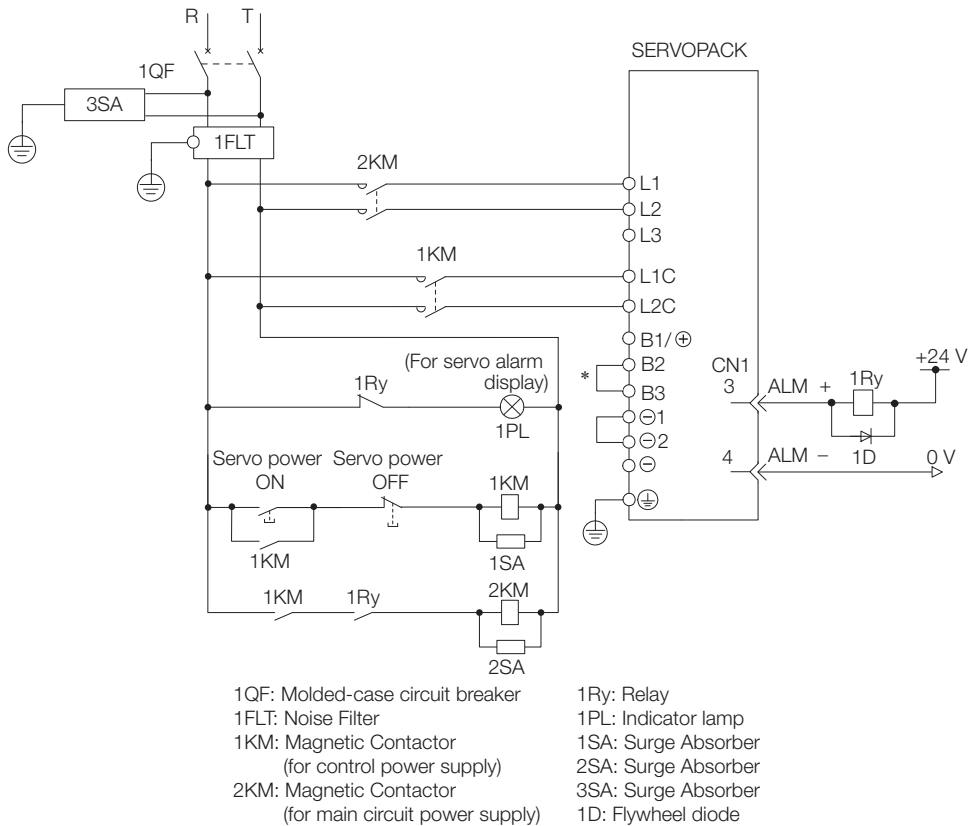 R T
SERVOPACK
1QF
3SA
1FLT
2KM
L1
L2
L3
1KM
L1C
L2C
B1/⊕
(For servo alarm
display)
1Ry
1PL
*
B2
B3
⊖1
⊖2
⊖
CN1
3 ALM +
1Ry
+24 V
1D
4 ALM −
0 V
Servo power
ON
Servo power
OFF
1KM
1KM
1SA
1KM
1Ry
2KM
2SA
1QF: Molded-case circuit breaker
1FLT: Noise Filter
1KM: Magnetic Contactor
(for control power supply)
2KM: Magnetic Contactor
(for main circuit power supply)
1Ry: Relay
1PL: Indicator lamp
1SA: Surge Absorber
2SA: Surge Absorber
3SA: Surge Absorber
1D: Flywheel diode